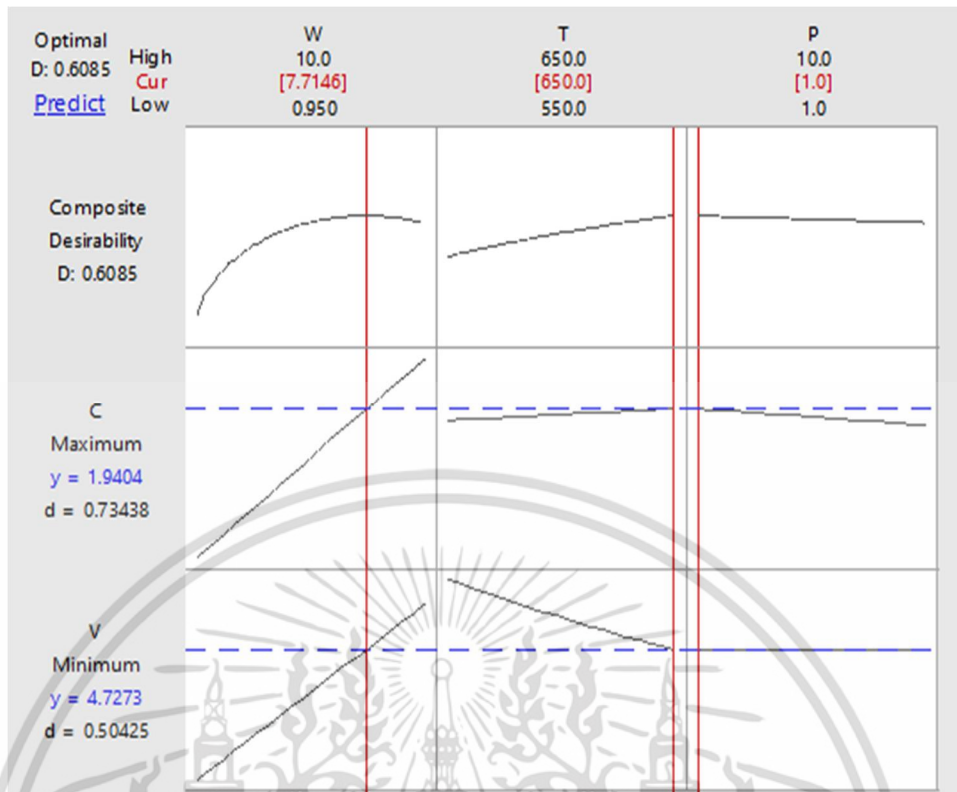 Optimal
D: 0.6085
Predict
High
Cur
Low
W
10.0
[7.7146]
0.950
T
650.0
[650.0]
550.0
P
10.0
[1.0]
1.0
Composite
Desirability
D: 0.6085
C
Maximum
y = 1.9404
d = 0.73438
V
Minimum
y = 4.7273
d = 0.50425